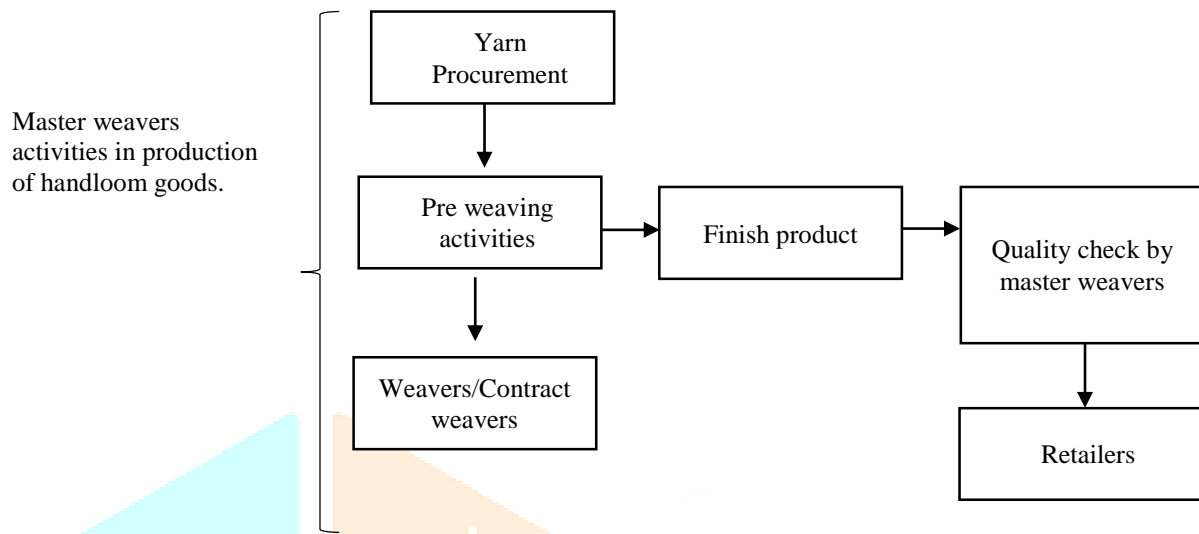 Yarn
Procurement
Master weavers
activities in production
of handloom goods.
Pre weaving
activities
Finish product
Quality check by
master weavers
Weavers/Contract
weavers
Retailers